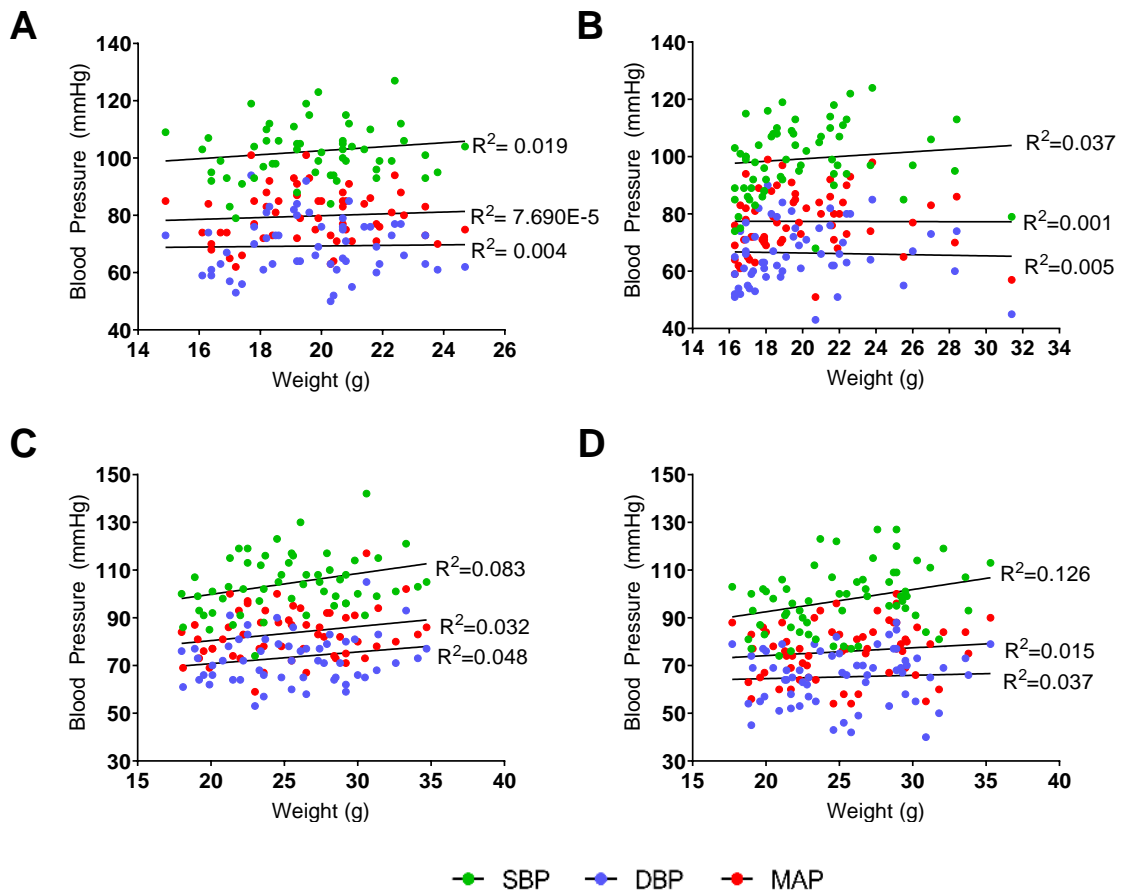 A
Blood Pressure (mmHg)
140
120
100
80
60
40
14 16 18 20 22 24 26
Weight (g)
R²= 0.019
R²= 7.690E-5
R²= 0.004
B
Blood Pressure (mmHg)
140
120
100
80
60
40
14 16 18 20 22 24 26 28 30 32 34
Weight (g)
R²=0.037
R²=0.001
R²=0.005
C
Blood Pressure (mmHg)
150
130
110
90
70
50
30
15 20 25 30 35 40
Weight (g)
R²=0.083
R²=0.032
R²=0.048
D
Blood Pressure (mmHg)
150
130
110
90
70
50
30
15 20 25 30 35 40
Weight (g)
R²=0.126
R²=0.015
R²=0.037
SBP DBP MAP